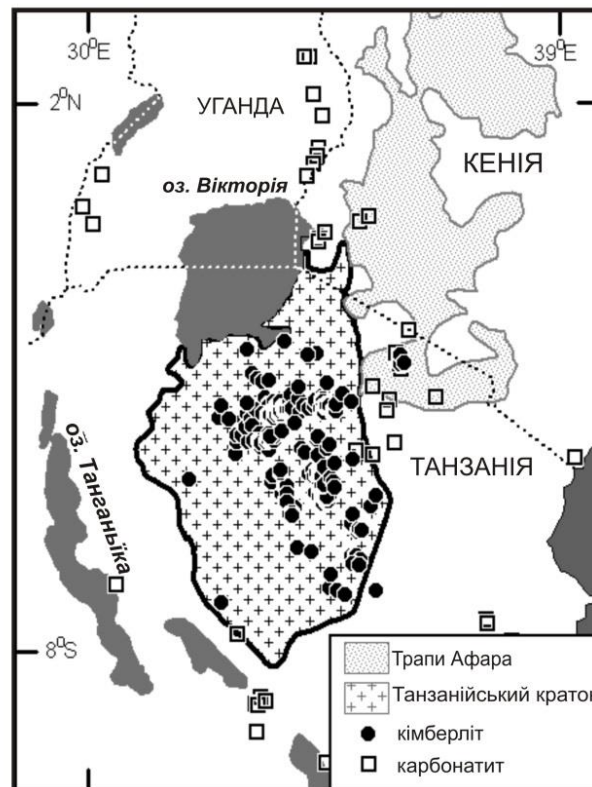 30⁰E
39⁰E
2⁰N
УГАНДА
КЕНІЯ
оз. Вікторія
ТАНЗАНІЯ
оз. Танганьїка
8⁰S
Трапи Афара
Танзанійський кратон
кімберліт
карбонатит